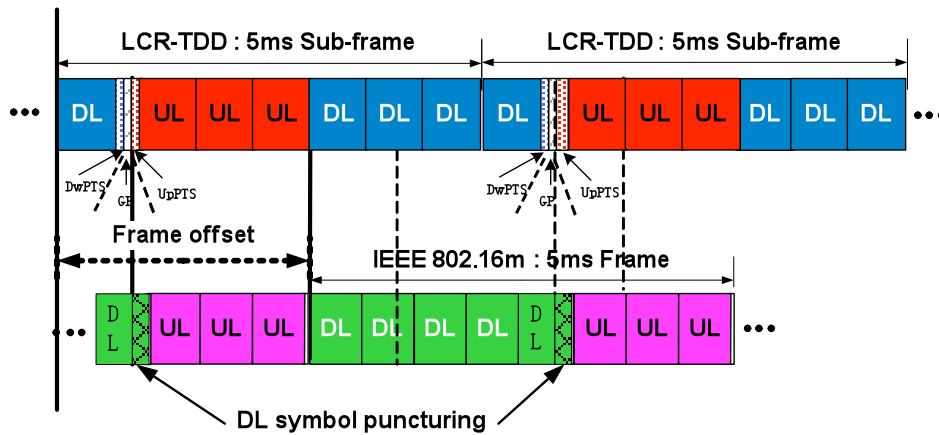 LCR-TDD : 5ms Sub-frame LCR-TDD : 5ms Sub-frame
••• DL UL UL UL DL DL DL DL UL UL UL DL DL DL •••
DwPTS GP UpPTS DwPTS GP UpPTS
Frame offset
IEEE 802.16m : 5ms Frame
••• DL UL UL UL DL DL DL DL DL UL UL UL •••
DL symbol puncturing